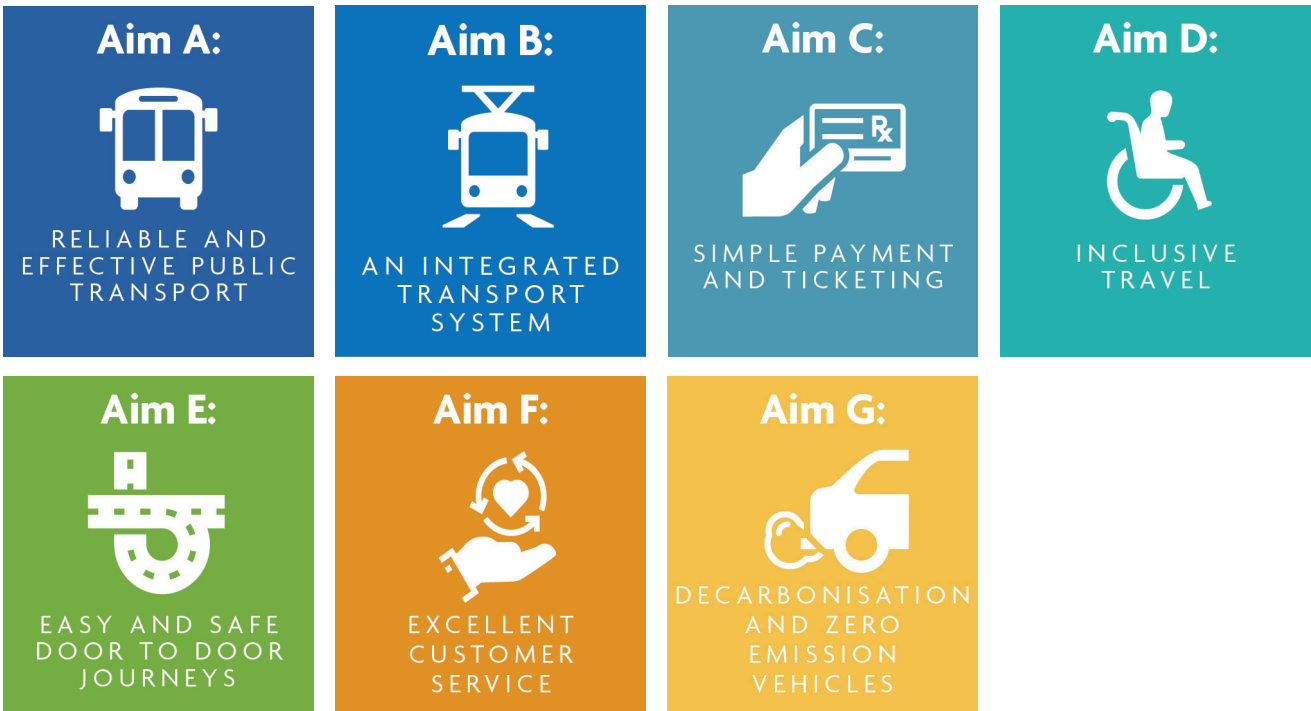 Aim A:
RELIABLE AND
EFFECTIVE PUBLIC
TRANSPORT
Aim B:
AN INTEGRATED
TRANSPORT
SYSTEM
Aim C:
Rx
SIMPLE PAYMENT
AND TICKETING
Aim D:
INCLUSIVE
TRAVEL
Aim E:
EASY AND SAFE
DOOR TO DOOR
JOURNEYS
Aim F:
EXCELLENT
CUSTOMER
SERVICE
Aim G:
DECARBONISATION
AND ZERO
EMISSION
VEHICLES